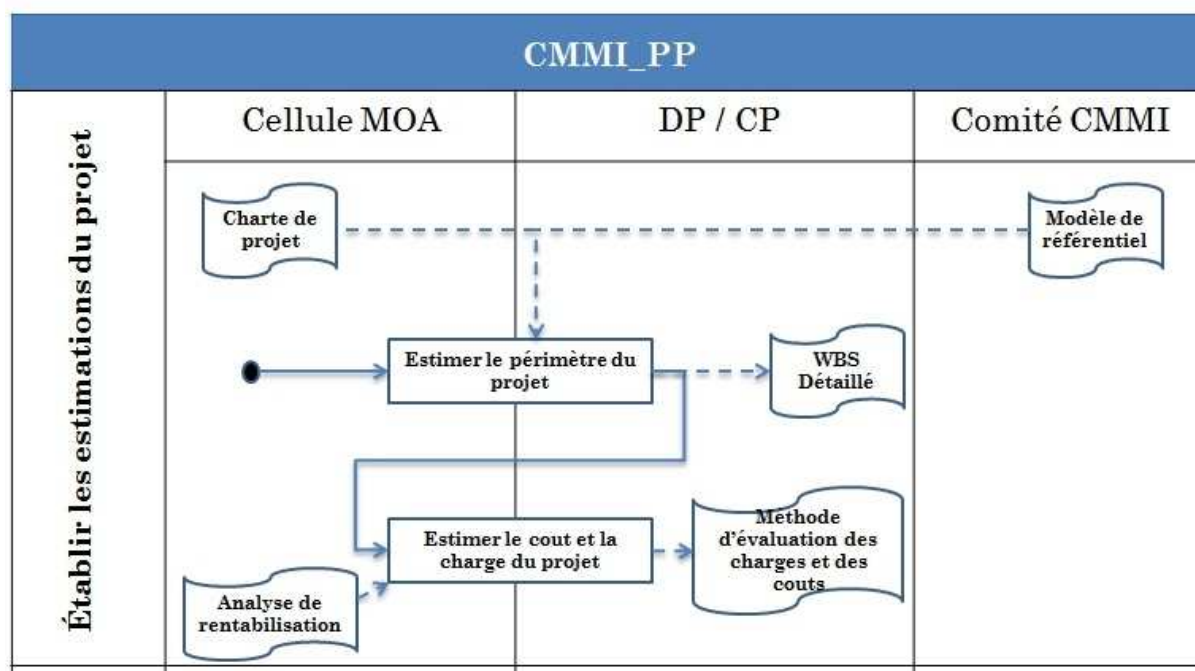 CMMI_PP
Cellule MOA
DP / CP
Comité CMMI
Établir les estimations du projet
Charte de
projet
Modèle de
référentiel
Estimer le périmètre du
projet
WBS
Détaillé
Estimer le cout et la
charge du projet
Méthode
d'évaluation des
charges et des
couts
Analyse de
rentabilisation